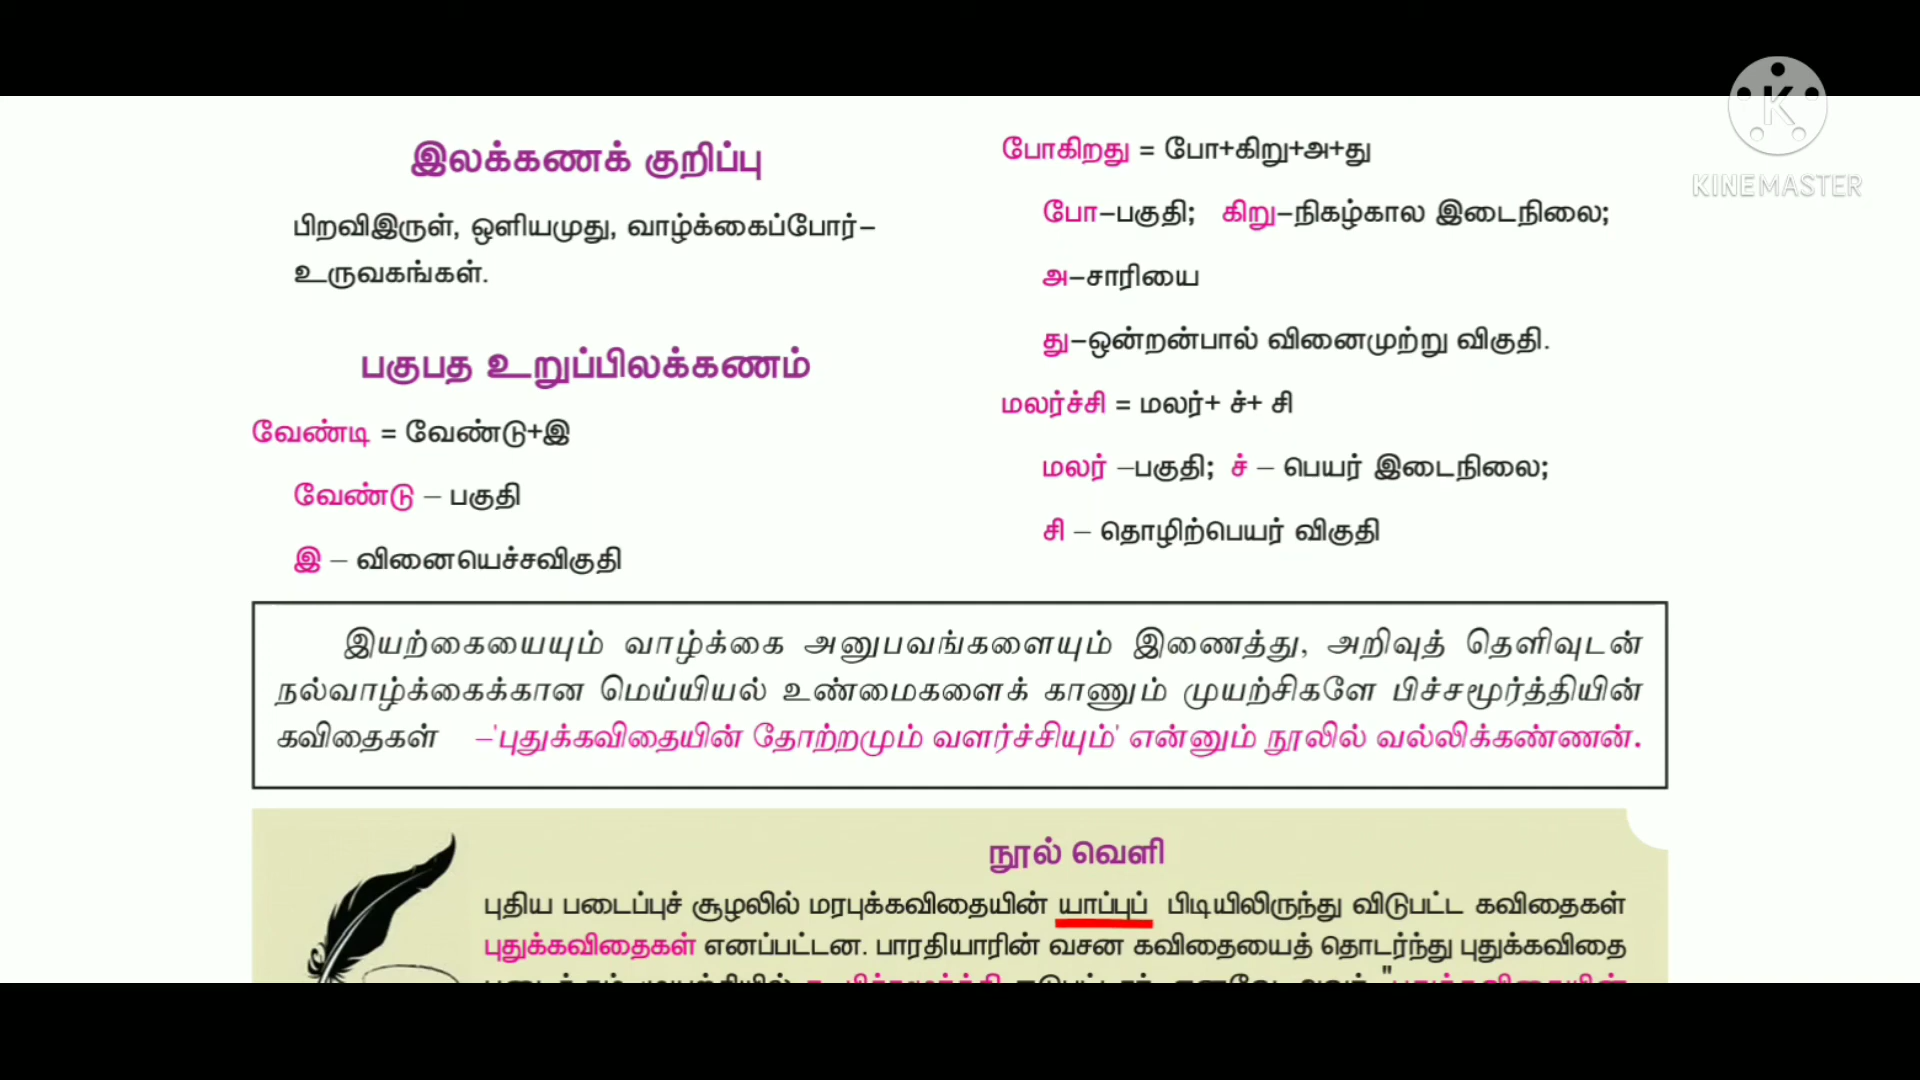 இலக்கணக் குறிப்பு
பிறவிஇருள், ஒளியமுது, வாழ்க்கைப்போர்–
உருவகங்கள்.
பகுபத உறுப்பிலக்கணம்
வேண்டி = வேண்டு+இ
வேண்டு – பகுதி
இ – வினையெச்சவிகுதி
போகிறது = போ+கிறு+அ+து
போ–பகுதி; கிறு–நிகழ்கால இடைநிலை;
அ–சாரியை
து–ஒன்றன்பால் வினைமுற்று விகுதி.
மலர்ச்சி = மலர்+ ச்+ சி
மலர் –பகுதி; ச் – பெயர் இடைநிலை;
சி – தொழிற்பெயர் விகுதி
KINEMASTER
இயற்கையையும் வாழ்க்கை அனுபவங்களையும் இணைத்து, அறிவுத் தெளிவுடன்
நல்வாழ்க்கைக்கான மெய்யியல் உண்மைகளைக் காணும் முயற்சிகளே பிச்சமூர்த்தியின்
கவிதைகள் –'புதுக்கவிதையின் தோற்றமும் வளர்ச்சியும்' என்னும் நூலில் வல்லிக்கண்ணன்.
நூல் வெளி
புதிய படைப்புச் சூழலில் மரபுக்கவிதையின் யாப்புப் பிடியிலிருந்து விடுபட்ட கவிதைகள்
புதுக்கவிதைகள் எனப்பட்டன. பாரதியாரின் வசன கவிதையைத் தொடர்ந்து புதுக்கவிதை